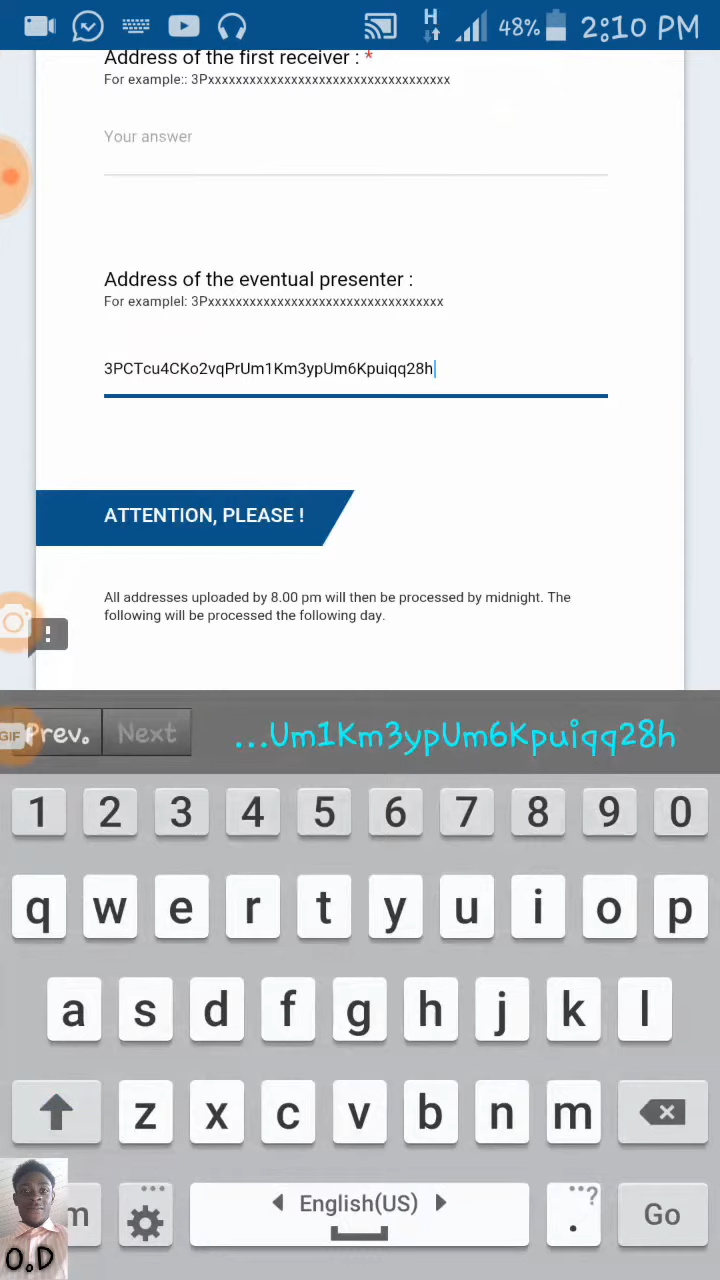 H 48% 2:10 PM
Address of the first receiver : *
For example:: 3Pxxxxxxxxxxxxxxxxxxxxxxxxxxxxxxxxx
Your answer
Address of the eventual presenter :
For examplel: 3Pxxxxxxxxxxxxxxxxxxxxxxxxxxxxxxxx
3PCTcu4CKo2vqPrUm1Km3ypUm6Kpuiqq28h
ATTENTION, PLEASE !
All addresses uploaded by 8.00 pm will then be processed by midnight. The
following will be processed the following day.
!
GIF Prev. Next ...Um1Km3ypUm6Kpuiqq28h
1 2 3 4 5 6 7 8 9 0
q w e r t y u i o p
a s d f g h j k l
z x c v b n m
m English(US) ...? . Go
O.D